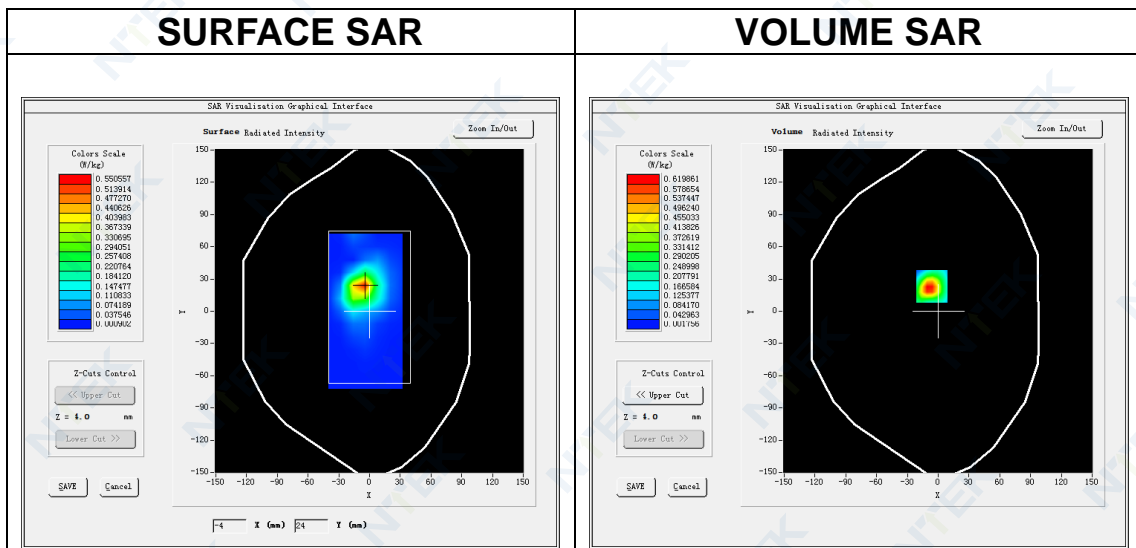 SURFACE SAR
SAR Visualisation Graphical Interface
Surface Radiated Intensity
Zoom In/Out
Colors Scale
(W/kg)
0.550557
0.513914
0.477270
0.440626
0.403983
0.367339
0.330695
0.294051
0.257408
0.220764
0.184120
0.147477
0.110833
0.074189
0.037546
0.000902
Z-Cuts Control
<< Upper Cut
Z = 4.0 mm
Lower Cut >>
SAVE
Cancel
150
120
90
60
30
0
-30
-60
-90
-120
-150
Y
-150 -120 -90 -60 -30 0 30 60 90 120 150
X
-4 X (mm) 24 Y (mm)
VOLUME SAR
SAR Visualisation Graphical Interface
Volume Radiated Intensity
Zoom In/Out
Colors Scale
(W/kg)
0.619861
0.578654
0.537447
0.496240
0.455033
0.413826
0.372619
0.331412
0.290205
0.248998
0.207791
0.166584
0.125377
0.084170
0.042963
0.001756
Z-Cuts Control
<< Upper Cut
Z = 4.0 mm
Lower Cut >>
SAVE
Cancel
150
120
90
60
30
0
-30
-60
-90
-120
-150
Y
-150 -120 -90 -60 -30 0 30 60 90 120 150
X